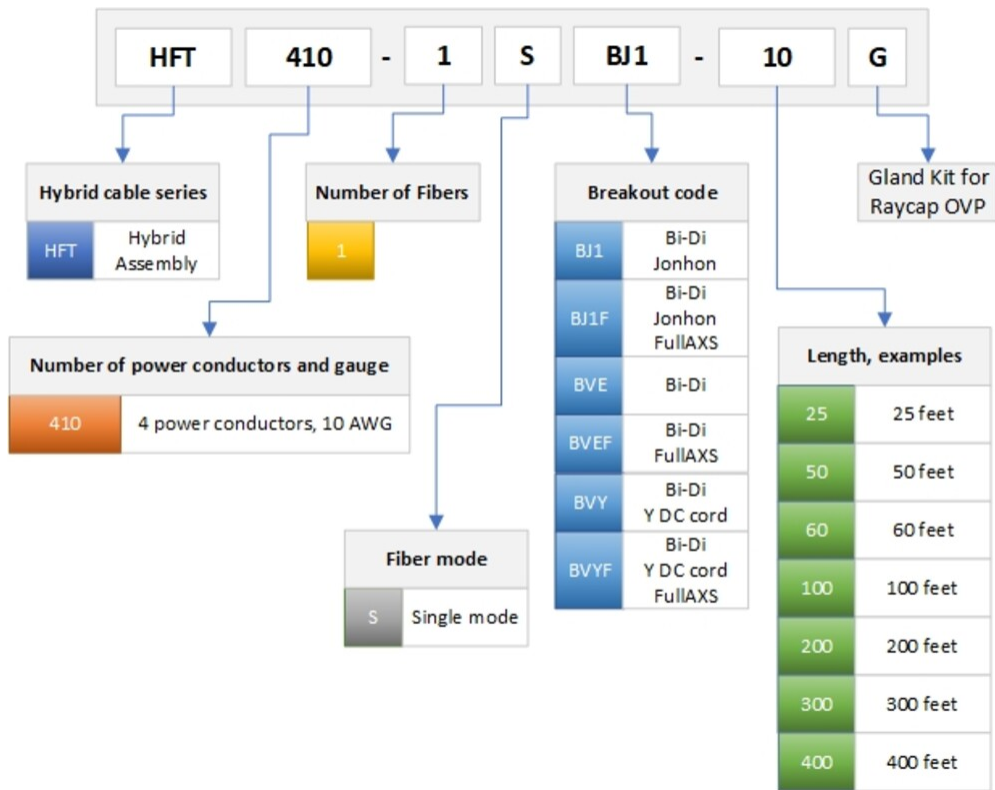 HFT 410 - 1 S BJ1 - 10 G
Hybrid cable series
HFT Hybrid
Assembly
Number of power conductors and gauge
410 4 power conductors, 10 AWG
Number of Fibers
1
Fiber mode
S Single mode
Breakout code
BJ1 Bi-Di
Jonhon
BJ1F Bi-Di
Jonhon
FullAXS
BVE Bi-Di
BVEF Bi-Di
FullAXS
BVY Bi-Di
Y DC cord
BVYF Bi-Di
Y DC cord
FullAXS
Length, examples
25 25 feet
50 50 feet
60 60 feet
100 100 feet
200 200 feet
300 300 feet
400 400 feet
Gland Kit for
Raycap OVP